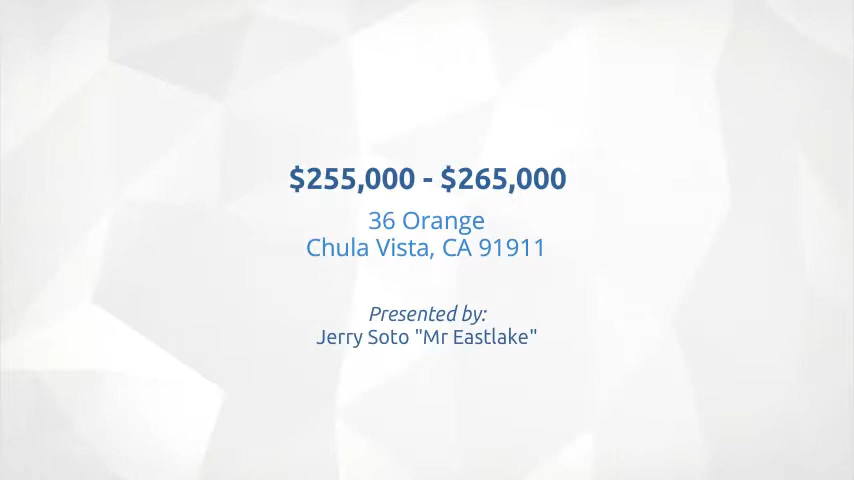 $255,000 - $265,000
36 Orange
Chula Vista, CA 91911
Presented by:
Jerry Soto "Mr Eastlake"